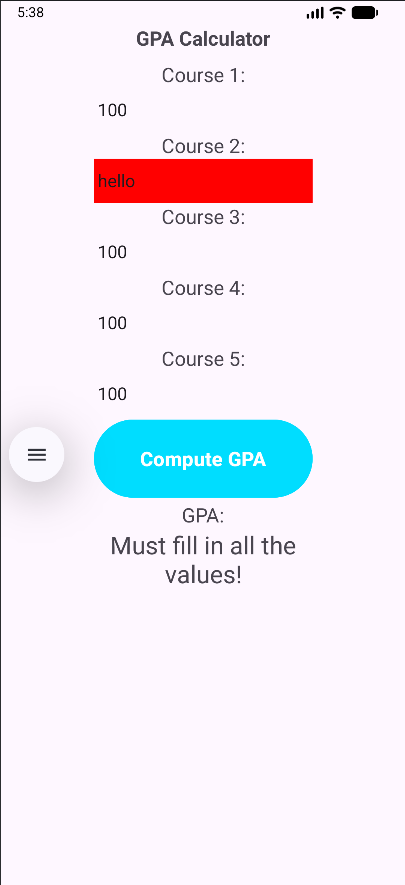 5:38
GPA Calculator
Course 1:
100
Course 2:
hello
Course 3:
100
Course 4:
100
Course 5:
100
Compute GPA
GPA:
Must fill in all the
values!